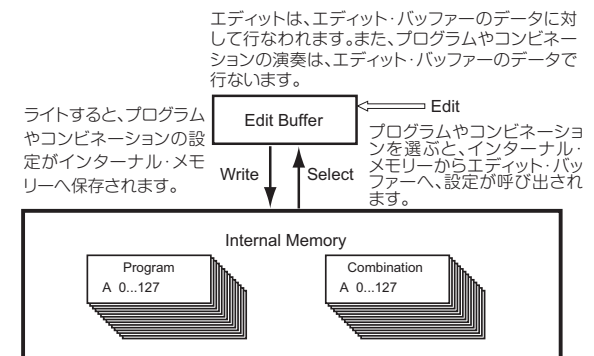 エディットは、エディット・バッファーのデータに対
して行なわれます。また、プログラムやコンビネー
ションの演奏は、エディット・バッファーのデータで
行ないます。
ライトすると、プログラム
やコンビネーションの設
定がインターナル・メモ
リーへ保存されます。
Edit Buffer
Edit
プログラムやコンビネーショ
ンを選ぶと、インターナル・
メモリーからエディット・バッ
ファーへ、設定が呼び出され
ます。
Write
Select
Internal Memory
Program
A 0...127
Combination
A 0...127